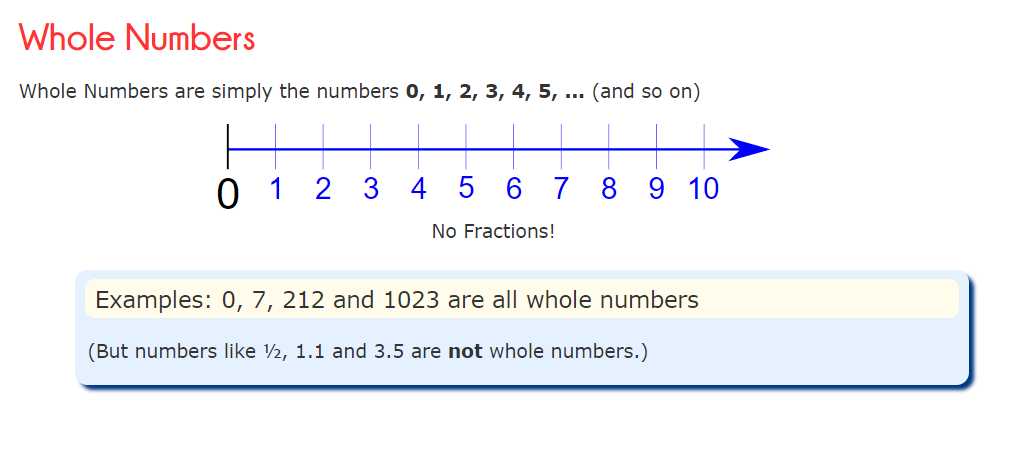 Whole Numbers
Whole Numbers are simply the numbers 0, 1, 2, 3, 4, 5, ... (and so on)
0 1 2 3 4 5 6 7 8 9 10
No Fractions!
Examples: 0, 7, 212 and 1023 are all whole numbers
(But numbers like ½, 1.1 and 3.5 are not whole numbers.)